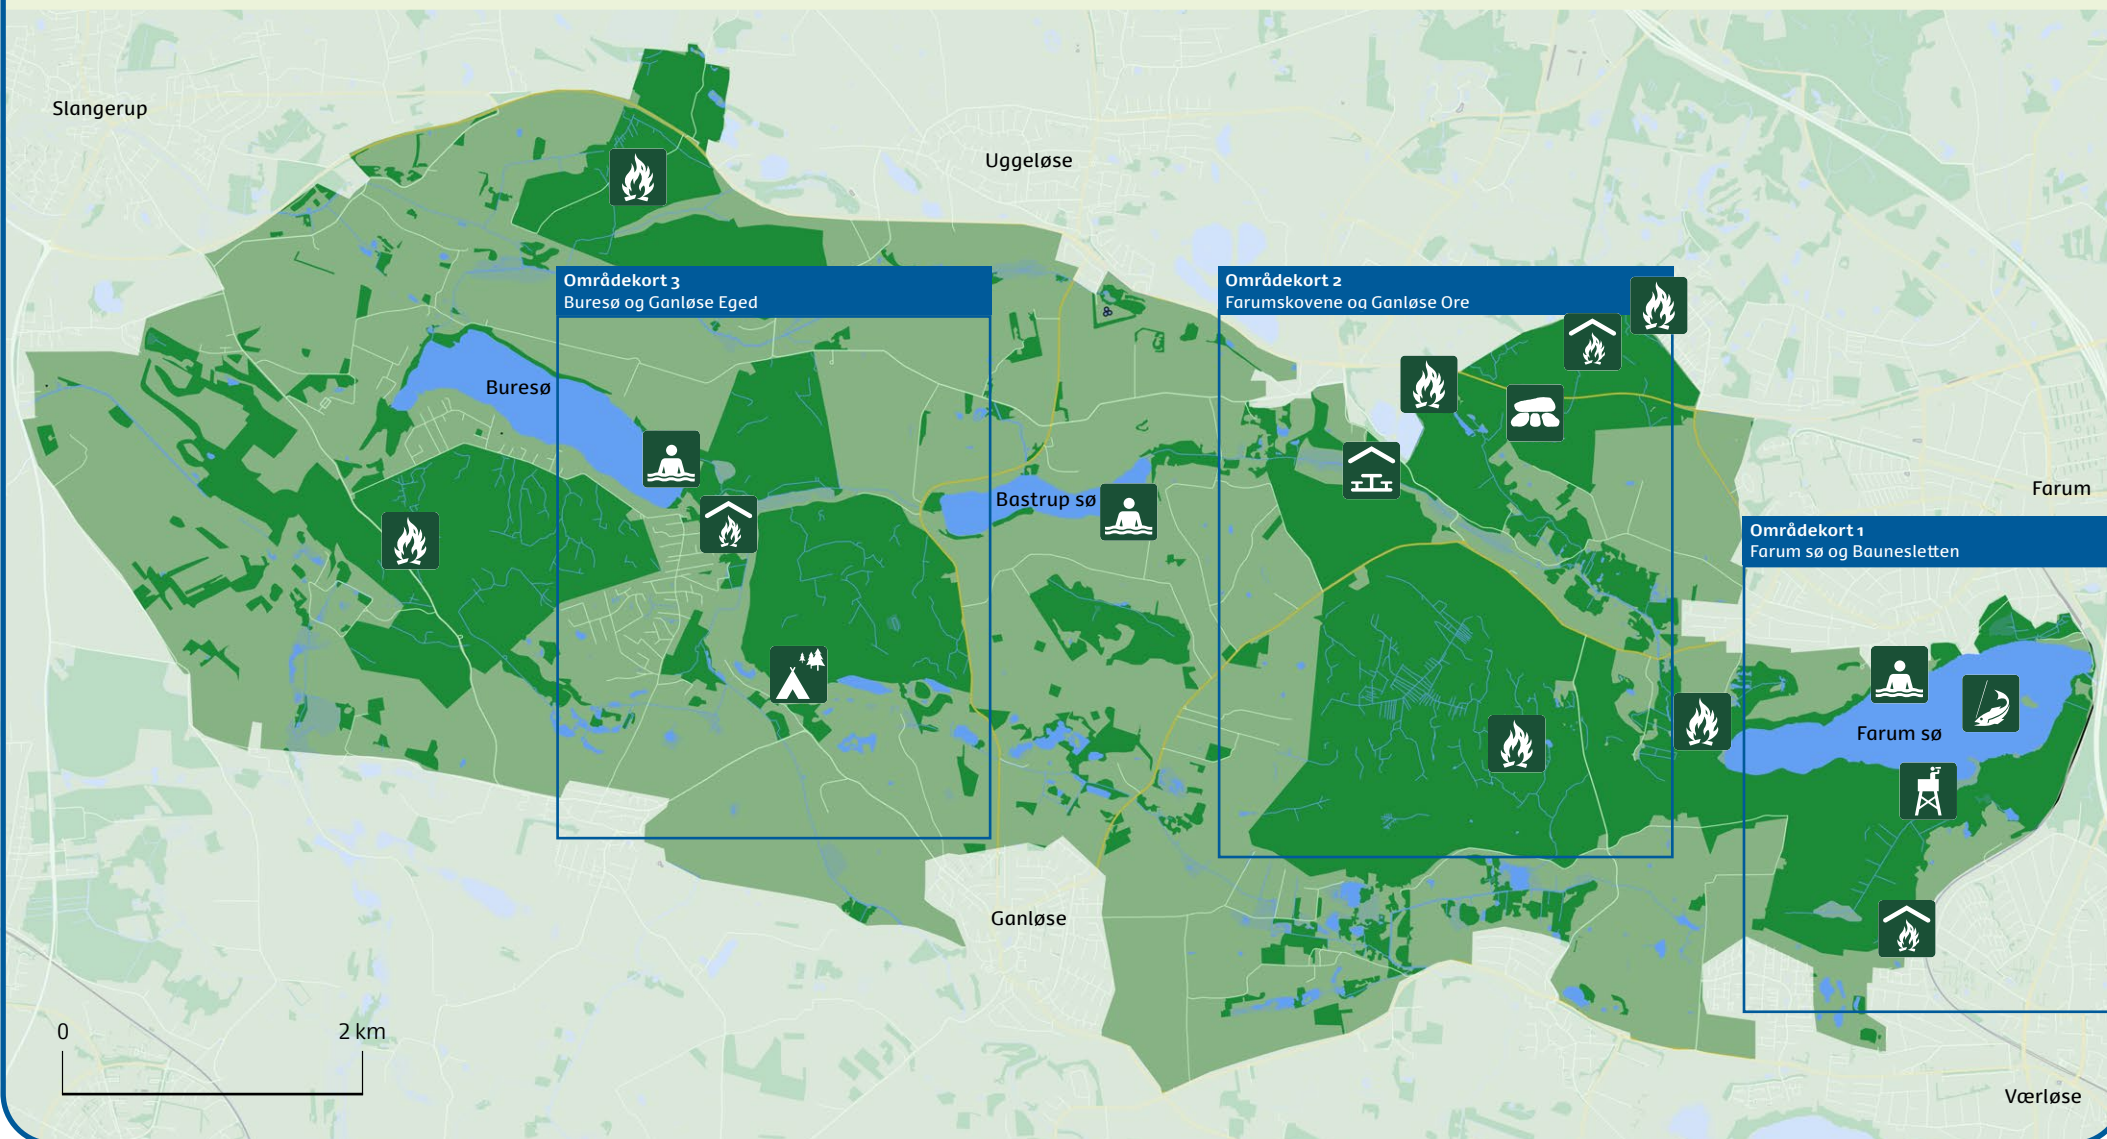 Slangerup
Uggeløse
Områdekort 3
Buresø og Ganløse Eged
Områdekort 2
Farumskovene og Ganløse Ore
Buresø
Bastrup sø
Farum
Områdekort 1
Farum sø og Baunesletten
Farum sø
Ganløse
0
2 km
Værløse